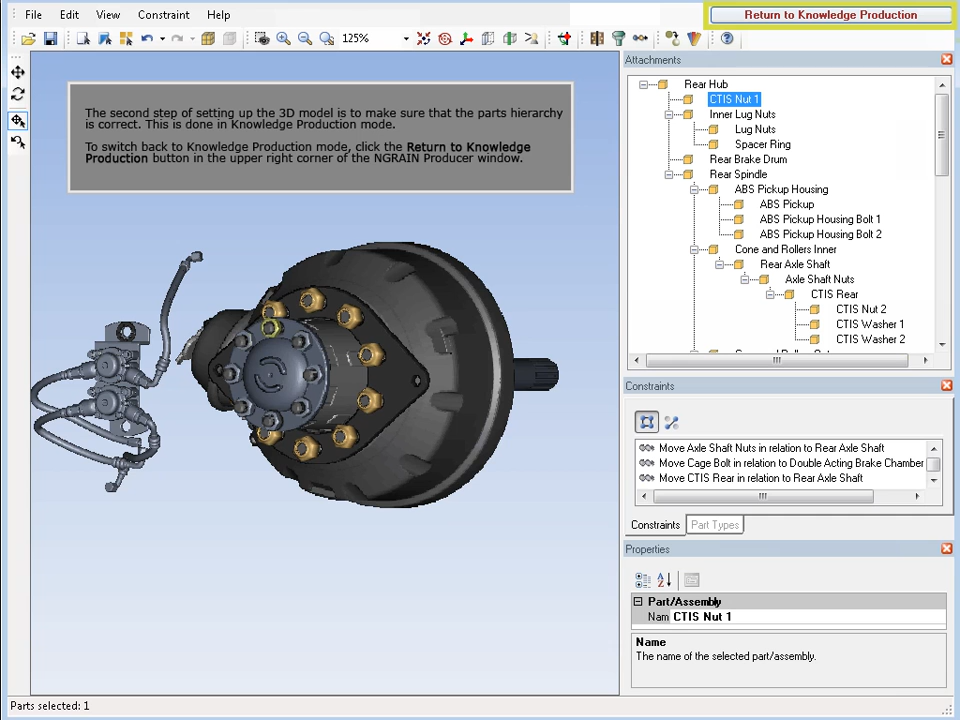 File Edit View Constraint Help
Return to Knowledge Production
125%
The second step of setting up the 3D model is to make sure that the parts hierarchy
is correct. This is done in Knowledge Production mode.
To switch back to Knowledge Production mode, click the Return to Knowledge
Production button in the upper right corner of the NGRAIN Producer window.
Attachments
Rear Hub
CTIS Nut 1
Inner Lug Nuts
Lug Nuts
Spacer Ring
Rear Brake Drum
Rear Spindle
ABS Pickup Housing
ABS Pickup
ABS Pickup Housing Bolt 1
ABS Pickup Housing Bolt 2
Cone and Rollers Inner
Rear Axle Shaft
Axle Shaft Nuts
CTIS Rear
CTIS Nut 2
CTIS Washer 1
CTIS Washer 2
Constraints
Move Axle Shaft Nuts in relation to Rear Axle Shaft
Move Cage Bolt in relation to Double Acting Brake Chamber
Move CTIS Rear in relation to Rear Axle Shaft
Constraints Part Types
Properties
Part/Assembly
Nam CTIS Nut 1
Name
The name of the selected part/assembly.
Parts selected: 1